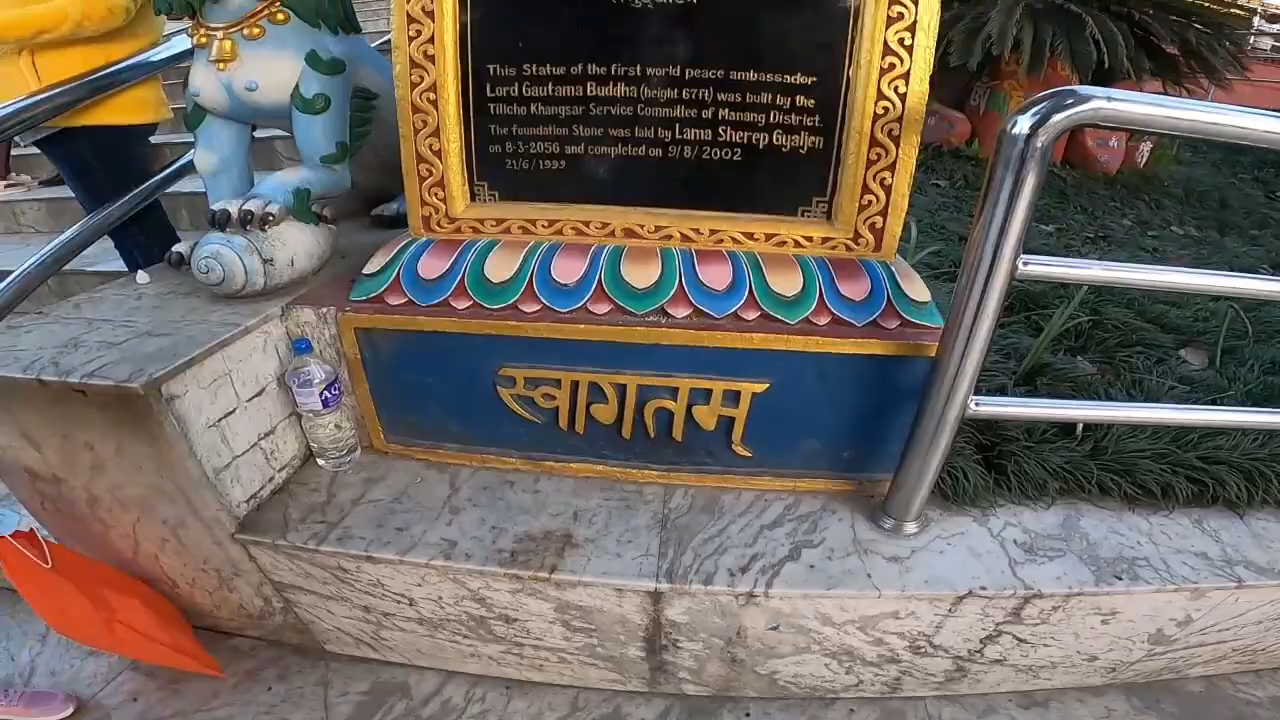 This Statue of the first world peace ambassador
Lord Gautama Buddha (height 67ft) was built by the
Tilicho Khangsar Service Committee of Manang District.
The foundation Stone was laid by Lama Sherep Gyaljen
on 8-3-2056 and completed on 9/8/2002
21/6/1999
स्वागतम्